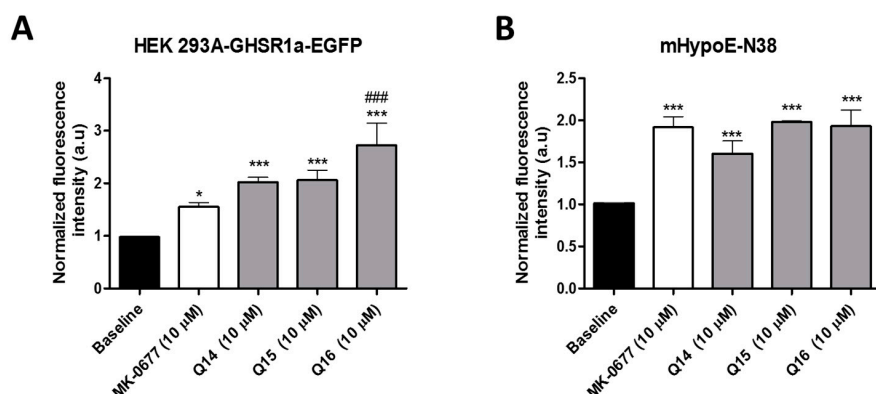 A
HEK 293A-GHSR1a-EGFP
Normalized fluorescence
intensity (a.u)
4
3
2
1
0
*
***
***
###
***
Baseline
MK-0677 (10 μM)
Q14 (10 μM)
Q15 (10 μM)
Q16 (10 μM)
B
mHypoE-N38
Normalized fluorescence
intensity (a.u)
2.5
2.0
1.5
1.0
0.5
0.0
***
***
***
***
Baseline
MK-0677 (10 μM)
Q14 (10 μM)
Q15 (10 μM)
Q16 (10 μM)